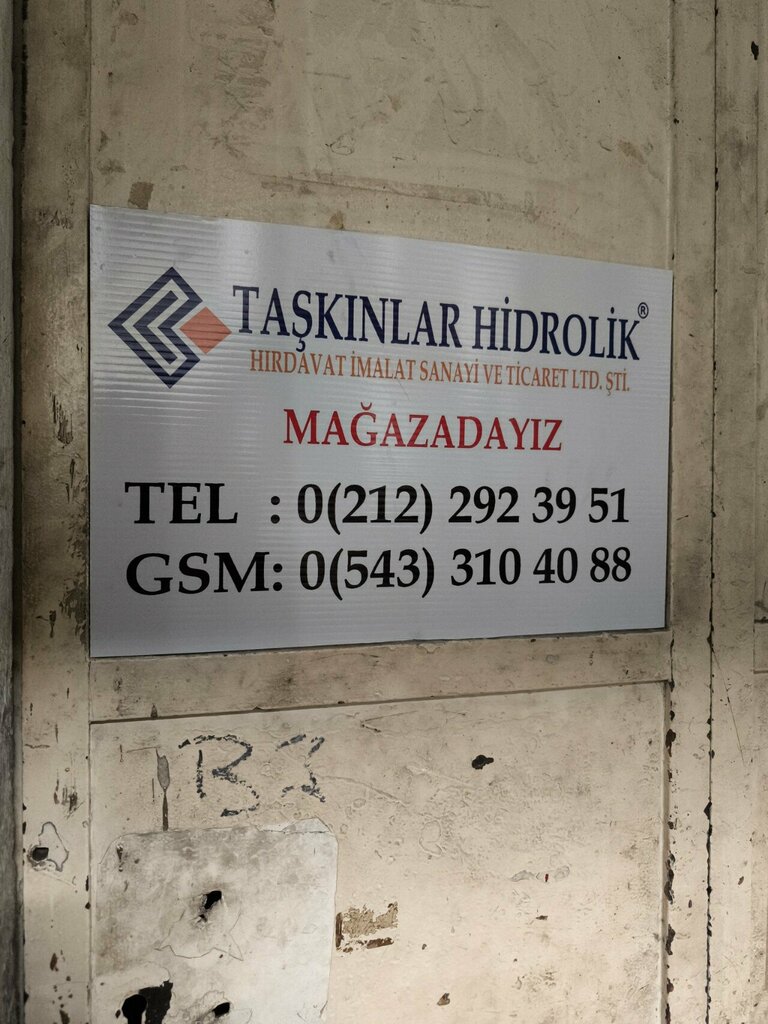 TAŞKINLAR HİDROLİK®
HIRDAVAT İMALAT SANAYİ VE TİCARET LTD. ŞTİ.
MAĞAZADAYIZ
TEL : 0(212) 292 39 51
GSM: 0(543) 310 40 88